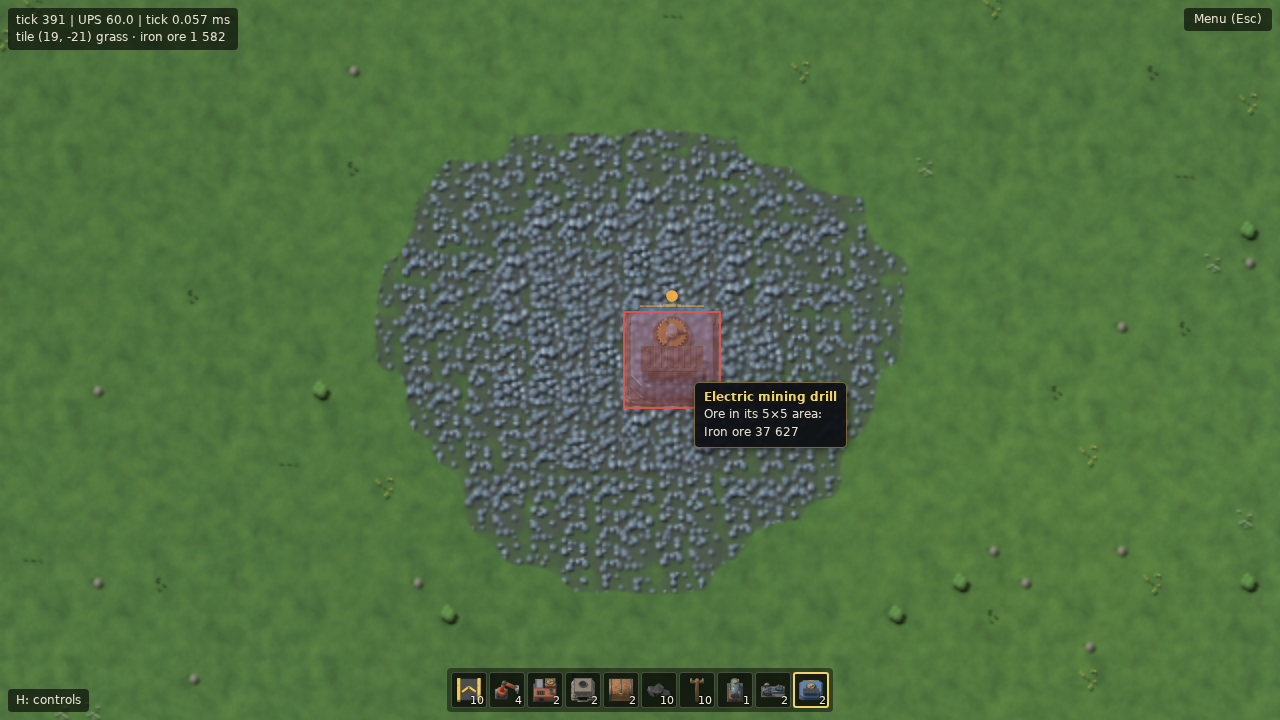 tick 391 | UPS 60.0 | tick 0.057 ms
tile (19, -21) grass · iron ore 1 582
Menu (Esc)
Electric mining drill
Ore in its 5×5 area:
Iron ore 37 627
H: controls
10 4 2 2 2 10 10 1 2 2